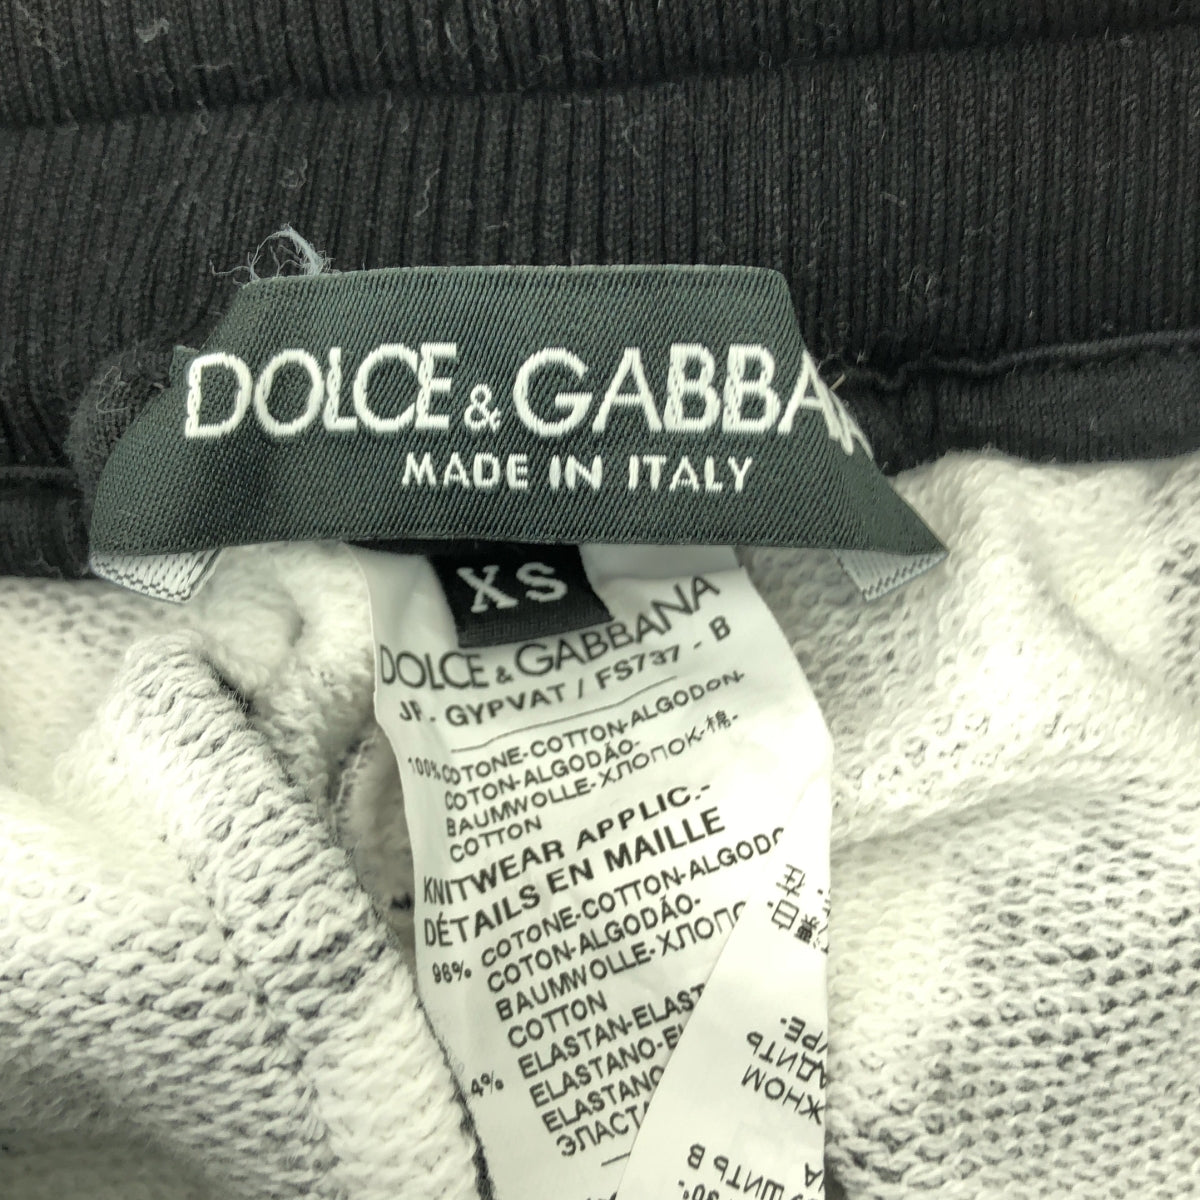 DOLCE & GABBANA
MADE IN ITALY
XS
DOLCE & GABBANA
GYPVAT / FS737 - B
100% COTONE-COTTON-ALGODON-
COTON-ALGODÃO-
BAUMWOLLE-ХЛОПОК-棉-
COTTON
KNITWEAR APPLIC.-
DÉTAILS EN MAILLE
96% COTONE-COTTON-ALGODO
COTON-ALGODÃO-
BAUMWOLLE-ХЛОПО
COTTON
4% ELASTAN-ELAST
ELASTANO-E
ELASTANO
ЭЛАСТ